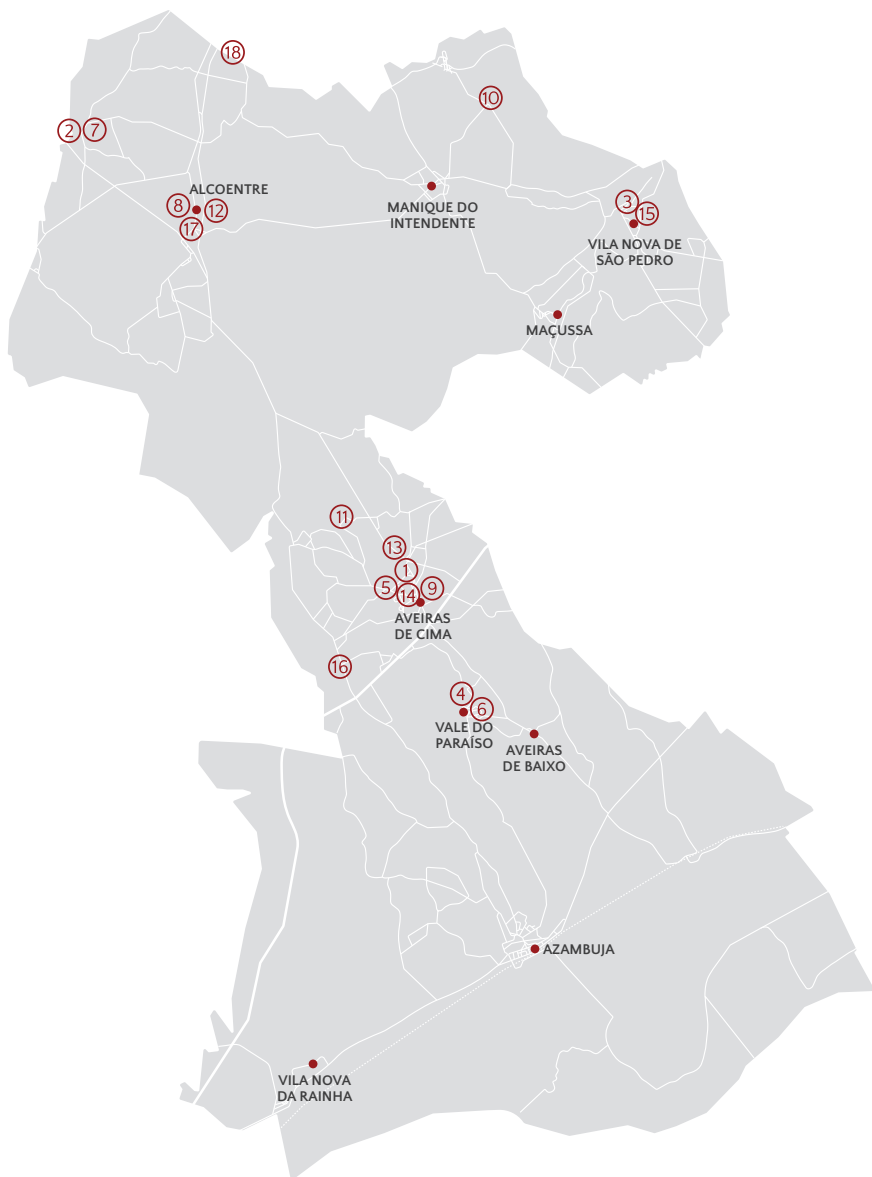 18
10
2 7
ALCOENTRE
8
12
17
MANIQUE DO
INTENDENTE
3
15
VILA NOVA DE
SÃO PEDRO
MAÇUSSA
11
13
1
5
14
9
AVEIRAS
DE CIMA
16
4
6
VALE DO
PARAÍSO
AVEIRAS
DE BAIXO
AZAMBUJA
VILA NOVA
DA RAINHA